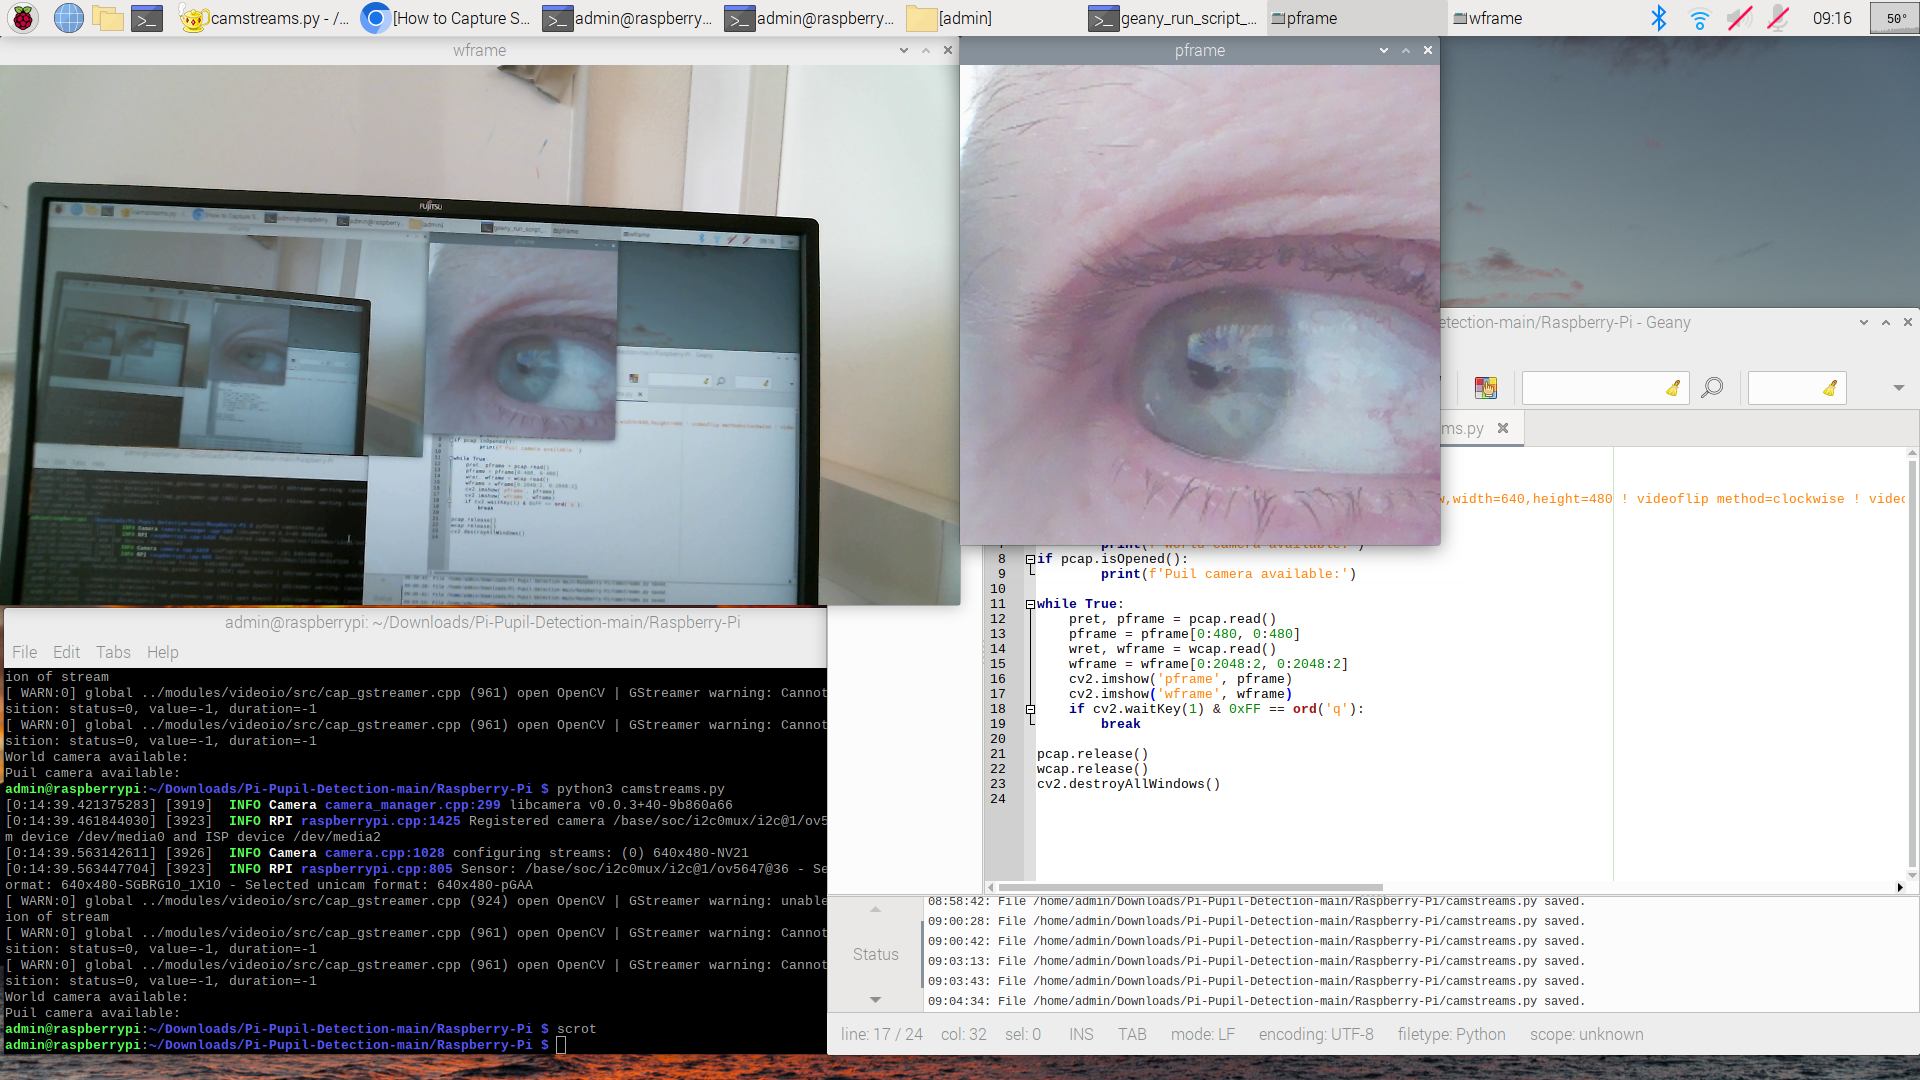 camstreams.py - /...
[How to Capture S...
admin@raspberry...
admin@raspberry...
[admin]
geany_run_script_...
pframe
wframe
09:16
50°
wframe
pframe
FUJITSU
etection-main/Raspberry-Pi - Geany
ms.py
w,width=640,height=480 ! videoflip method=clockwise ! videc
8 if pcap.isOpened():
9 print(f'Puil camera available:')
10
11 while True:
12 pret, pframe = pcap.read()
13 pframe = pframe[0:480, 0:480]
14 wret, wframe = wcap.read()
15 wframe = wframe[0:2048:2, 0:2048:2]
16 cv2.imshow('pframe', pframe)
17 cv2.imshow('wframe', wframe)
18 if cv2.waitKey(1) & 0xFF == ord('q'):
19 break
20
21 pcap.release()
22 wcap.release()
23 cv2.destroyAllWindows()
24
admin@raspberrypi: ~/Downloads/Pi-Pupil-Detection-main/Raspberry-Pi
File Edit Tabs Help
ion of stream
[ WARN:0] global ../modules/videoio/src/cap_gstreamer.cpp (961) open OpenCV | GStreamer warning: Cannot
sition: status=0, value=-1, duration=-1
[ WARN:0] global ../modules/videoio/src/cap_gstreamer.cpp (961) open OpenCV | GStreamer warning: Cannot
sition: status=0, value=-1, duration=-1
World camera available:
Puil camera available:
admin@raspberrypi:~/Downloads/Pi-Pupil-Detection-main/Raspberry-Pi $ python3 camstreams.py
[0:14:39.421375283] [3919] INFO Camera camera_manager.cpp:299 libcamera v0.0.3+40-9b860a66
[0:14:39.461844030] [3923] INFO RPI raspberrypi.cpp:1425 Registered camera /base/soc/i2c0mux/i2c@1/ov5
m device /dev/media0 and ISP device /dev/media2
[0:14:39.563142611] [3926] INFO Camera camera.cpp:1028 configuring streams: (0) 640x480-NV21
[0:14:39.563447704] [3923] INFO RPI raspberrypi.cpp:805 Sensor: /base/soc/i2c0mux/i2c@1/ov5647@36 - Se
ormat: 640x480-SGBRG10_1X10 - Selected unicam format: 640x480-pGAA
[ WARN:0] global ../modules/videoio/src/cap_gstreamer.cpp (924) open OpenCV | GStreamer warning: unable
ion of stream
[ WARN:0] global ../modules/videoio/src/cap_gstreamer.cpp (961) open OpenCV | GStreamer warning: Cannot
sition: status=0, value=-1, duration=-1
[ WARN:0] global ../modules/videoio/src/cap_gstreamer.cpp (961) open OpenCV | GStreamer warning: Cannot
sition: status=0, value=-1, duration=-1
World camera available:
Puil camera available:
admin@raspberrypi:~/Downloads/Pi-Pupil-Detection-main/Raspberry-Pi $ scrot
admin@raspberrypi:~/Downloads/Pi-Pupil-Detection-main/Raspberry-Pi $
Status
08:58:42: File /home/admin/Downloads/Pi-Pupil-Detection-main/Raspberry-Pi/camstreams.py saved.
09:00:28: File /home/admin/Downloads/Pi-Pupil-Detection-main/Raspberry-Pi/camstreams.py saved.
09:00:42: File /home/admin/Downloads/Pi-Pupil-Detection-main/Raspberry-Pi/camstreams.py saved.
09:03:13: File /home/admin/Downloads/Pi-Pupil-Detection-main/Raspberry-Pi/camstreams.py saved.
09:03:43: File /home/admin/Downloads/Pi-Pupil-Detection-main/Raspberry-Pi/camstreams.py saved.
09:04:34: File /home/admin/Downloads/Pi-Pupil-Detection-main/Raspberry-Pi/camstreams.py saved.
line: 17 / 24 col: 32 sel: 0 INS TAB mode: LF encoding: UTF-8 filetype: Python scope: unknown